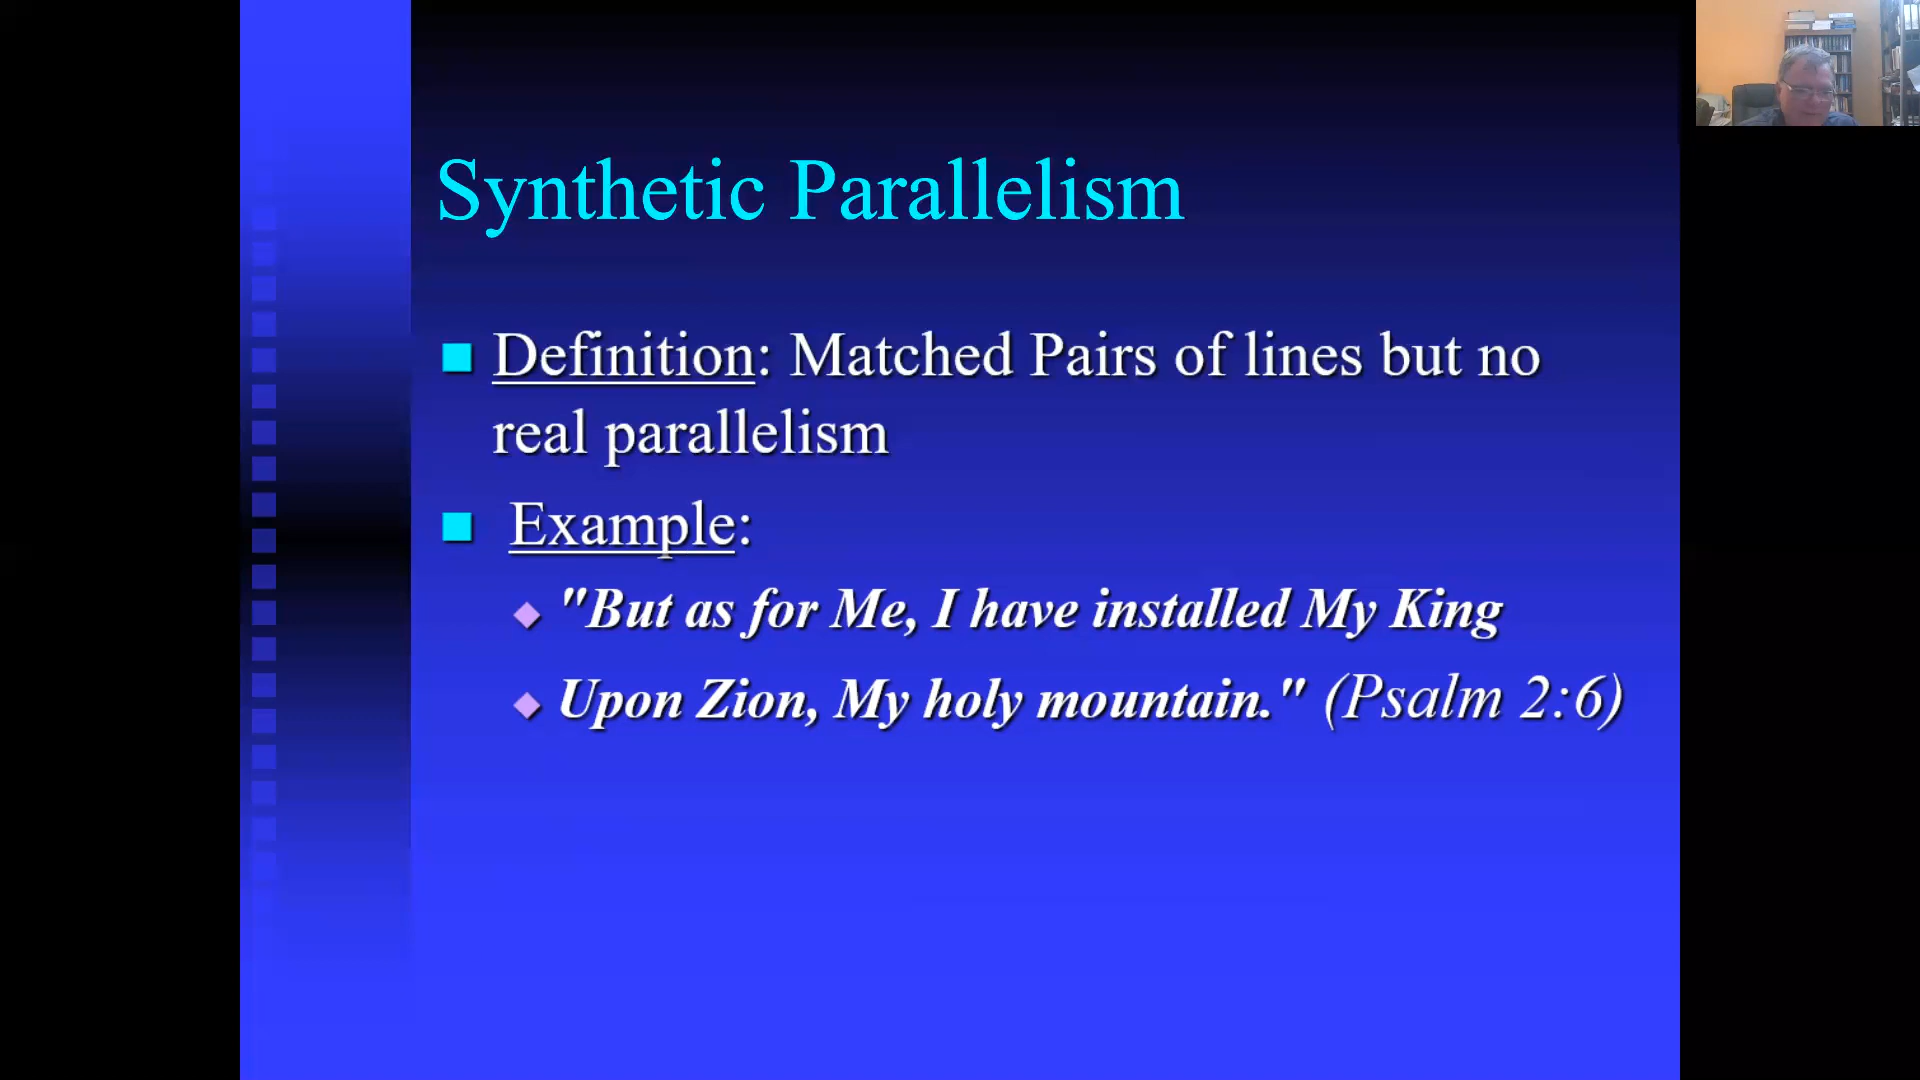 Synthetic Parallelism
Definition: Matched Pairs of lines but no
real parallelism
Example:
"But as for Me, I have installed My King
Upon Zion, My holy mountain." (Psalm 2:6)